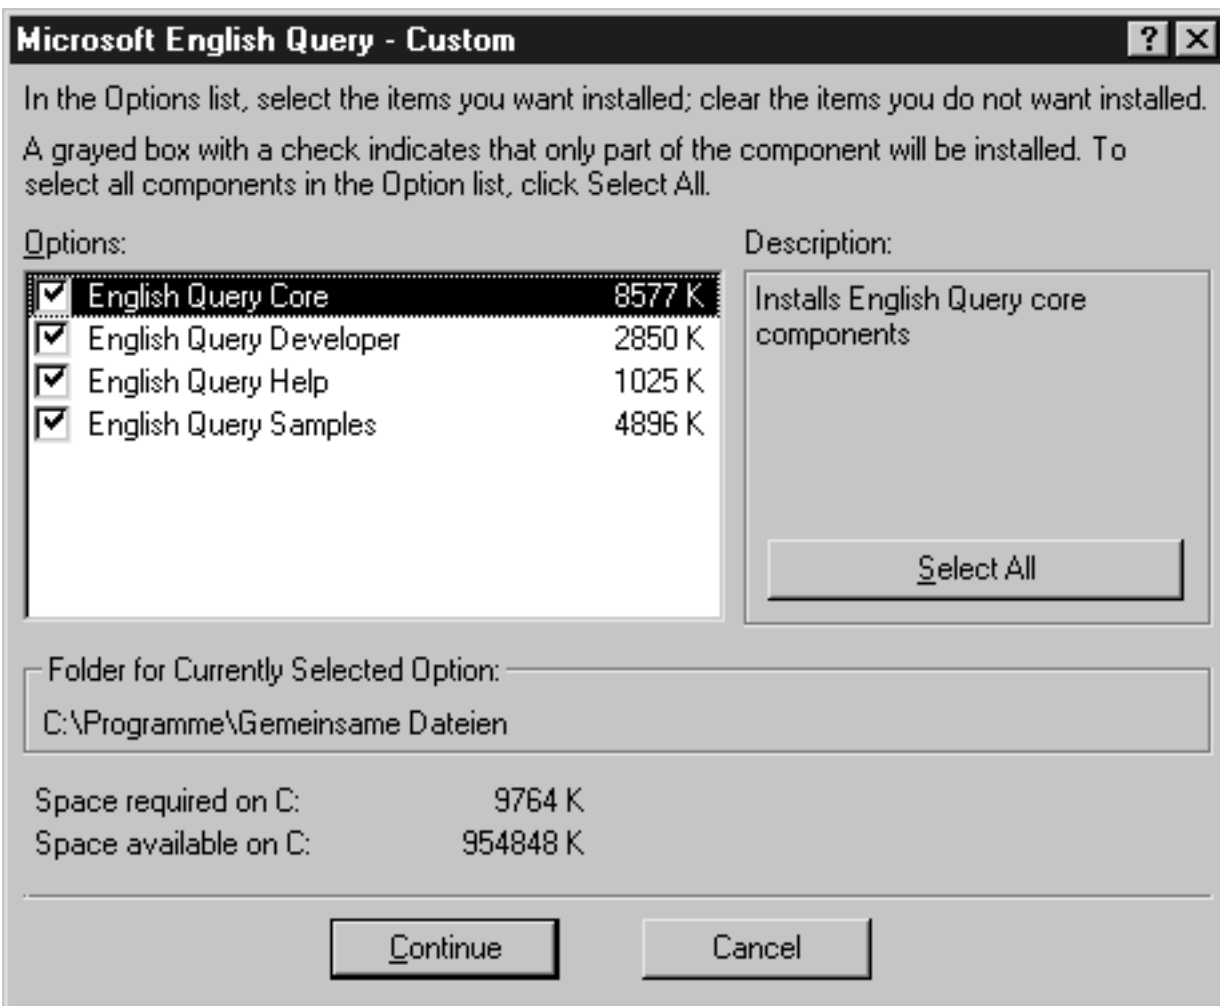 Microsoft English Query - Custom
In the Options list, select the items you want installed; clear the items you do not want installed.
A grayed box with a check indicates that only part of the component will be installed. To
select all components in the Option list, click Select All.
Options:
English Query Core 8577 K
English Query Developer 2850 K
English Query Help 1025 K
English Query Samples 4896 K
Description:
Installs English Query core
components
Select All
Folder for Currently Selected Option:
C:\Programme\Gemeinsame Dateien
Space required on C: 9764 K
Space available on C: 954848 K
Continue
Cancel